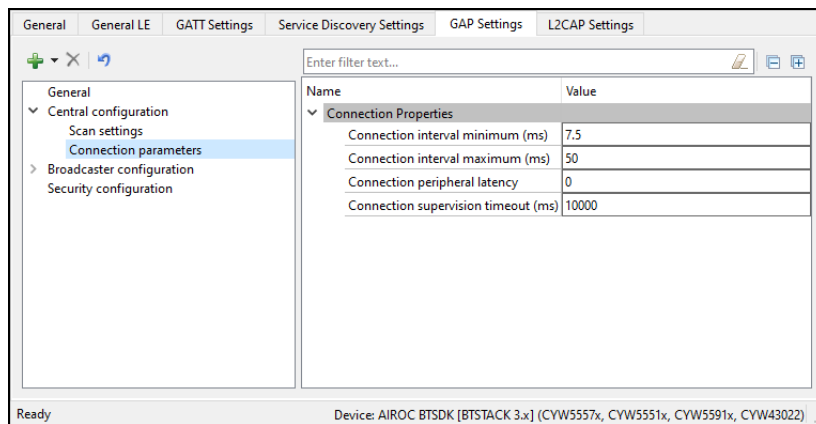 General General LE GATT Settings Service Discovery Settings GAP Settings L2CAP Settings
Enter filter text...
General
Central configuration
Scan settings
Connection parameters
Broadcaster configuration
Security configuration
Name Value
Connection Properties
Connection interval minimum (ms) 7.5
Connection interval maximum (ms) 50
Connection peripheral latency 0
Connection supervision timeout (ms) 10000
Ready Device: AIROC BTSDK [BTSTACK 3.x] (CYW5557x, CYW5551x, CYW5591x, CYW43022)